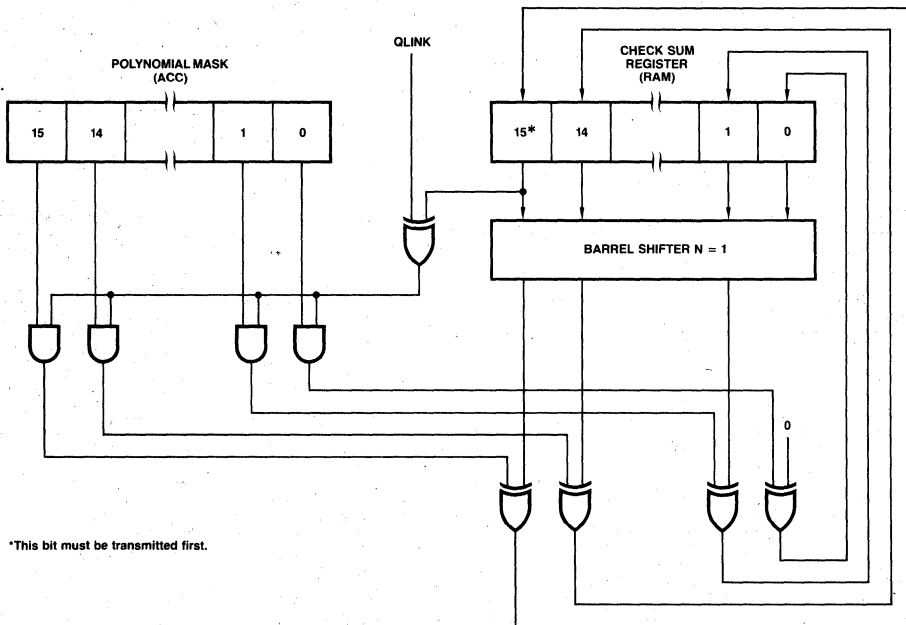 QLINK
POLYNOMIAL MASK
(ACC)
CHECK SUM
REGISTER
(RAM)
15 14 1 0
15* 14 1 0
BARREL SHIFTER N = 1
0
*This bit must be transmitted first.